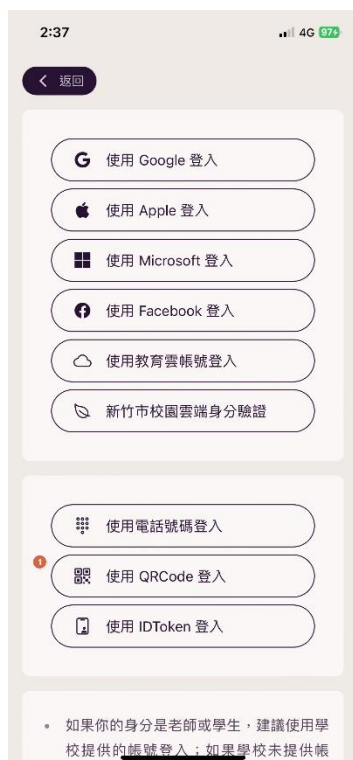 2:37 4G 97
返回
使用 Google 登入
使用 Apple 登入
使用 Microsoft 登入
使用 Facebook 登入
使用教育雲帳號登入
新竹市校園雲端身分驗證
使用電話號碼登入
1
使用 QRCode 登入
使用 IDToken 登入
如果你的身分是老師或學生，建議使用學
校提供的帳號登入；如果學校未提供帳